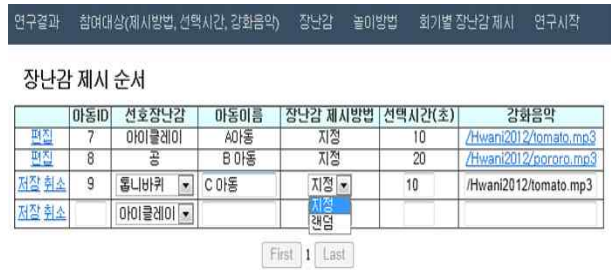 연구결과 참여대상(제시방법, 선택시간, 강화음악) 장난감 놀이방법 회기별 장난감 제시 연구시작
장난감 제시 순서
아동ID 선호장난감 아동이름 장난감 제시방법 선택시간(초) 강화음악
편집 7 아이클레이 A아동 지정 10 /Hwani2012/tomato.mp3
편집 8 공 B 아동 지정 20 /Hwani2012/pororo.mp3
저장 취소 9 톱니바퀴 C 아동 지정 10 /Hwani2012/tomato.mp3
저장 취소 아이클레이 지정
랜덤
First 1 Last